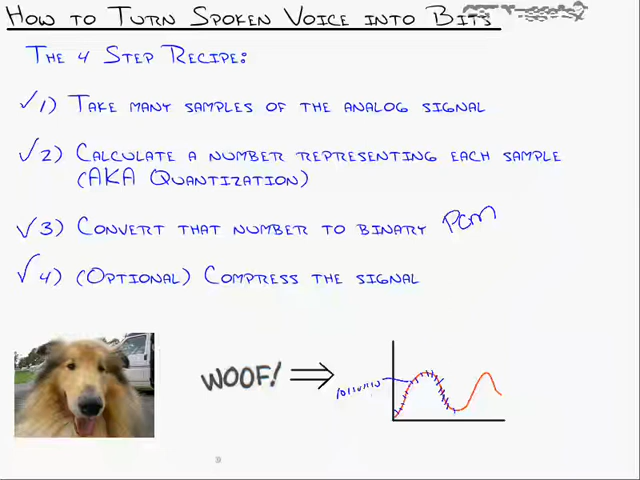 How to Turn Spoken Voice into Bits
The 4 Step Recipe:
✓1) Take many samples of the analog signal
✓2) Calculate a number representing each sample
(AKA Quantization)
✓3) Convert that number to binary PCM
✓4) (Optional) Compress the signal
WOOF!